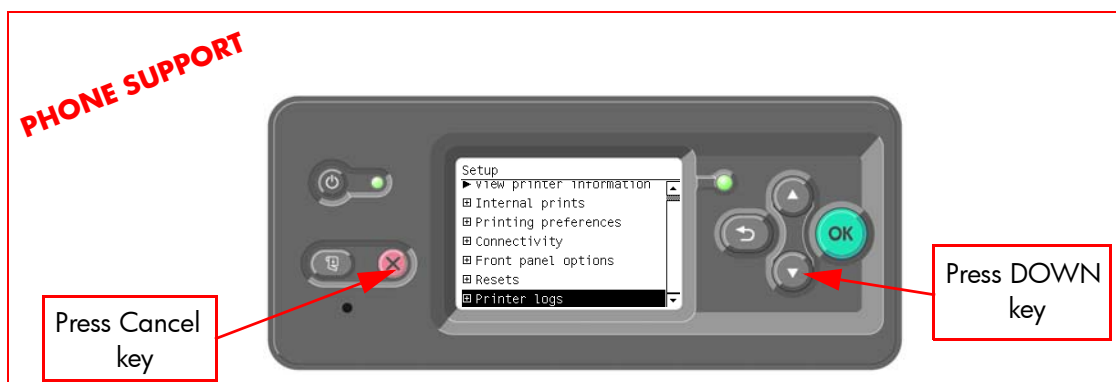 PHONE SUPPORT
Setup
▶ View printer information
⊞ Internal prints
⊞ Printing preferences
⊞ Connectivity
⊞ Front panel options
⊞ Resets
⊞ Printer logs
OK
Press Cancel
key
Press DOWN
key